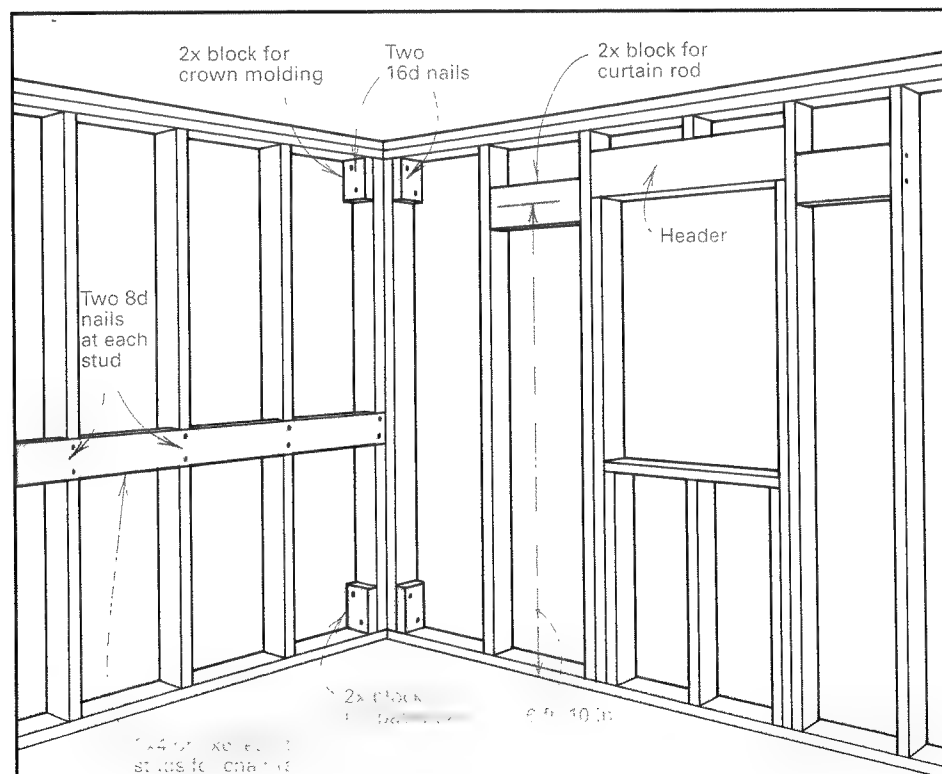 2x block for
crown molding
Two
16d nails
2x block for
curtain rod
Header
Two 8d
nails
at each
stud
2x block
6 ft. 10 in.